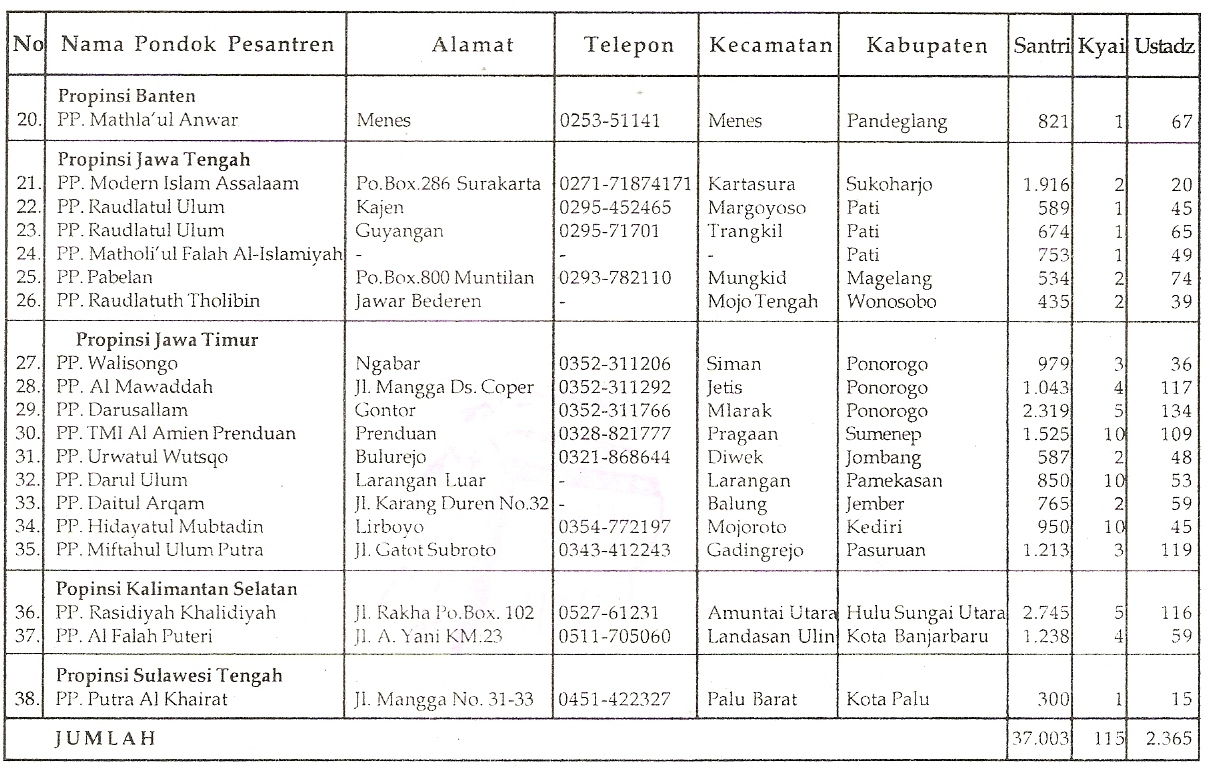 No Nama Pondok Pesantren Alamat Telepon Kecamatan Kabupaten Santri Kyai Ustadz
Propinsi Banten
20. PP. Mathla'ul Anwar Menes 0253-51141 Menes Pandeglang 821 1 67
Propinsi Jawa Tengah
21. PP. Modern Islam Assalaam Po.Box.286 Surakarta 0271-71874171 Kartasura Sukoharjo 1.916 2 20
22. PP. Raudlatul Ulum Kajen 0295-452465 Margoyoso Pati 589 1 45
23. PP. Raudlatul Ulum Guyangan 0295-71701 Trangkil Pati 674 1 65
24. PP. Matholi'ul Falah Al-Islamiyah - - - Pati 753 1 49
25. PP. Pabelan Po.Box.800 Muntilan 0293-782110 Mungkid Magelang 534 2 74
26. PP. Raudlatuth Tholibin Jawar Bederen - Mojo Tengah Wonosobo 435 2 39
Propinsi Jawa Timur
27. PP. Walisongo Ngabar 0352-311206 Siman Ponorogo 979 3 36
28. PP. Al Mawaddah Jl. Mangga Ds. Coper 0352-311292 Jetis Ponorogo 1.043 4 117
29. PP. Darusallam Gontor 0352-311766 Mlarak Ponorogo 2.319 5 134
30. PP. TMI Al Amien Prenduan Prenduan 0328-821777 Pragaan Sumenep 1.525 10 109
31. PP. Urwatul Wutsqo Bulurejo 0321-868644 Diwek Jombang 587 2 48
32. PP. Darul Ulum Larangan Luar - Larangan Pamekasan 850 10 53
33. PP. Daitul Arqam Jl. Karang Duren No.32 - Balung Jember 765 2 59
34. PP. Hidayatul Mubtadin Lirboyo 0354-772197 Mojoroto Kediri 950 10 45
35. PP. Miftahul Ulum Putra Jl. Gatot Subroto 0343-412243 Gadingrejo Pasuruan 1.213 3 119
Popinsi Kalimantan Selatan
36. PP. Rasidiyah Khalidiyah Jl. Rakha Po.Box. 102 0527-61231 Amuntai Utara Hulu Sungai Utara 2.745 5 116
37. PP. Al Falah Puteri Jl. A. Yani KM.23 0511-705060 Landasan Ulin Kota Banjarbaru 1.238 4 59
Propinsi Sulawesi Tengah
38. PP. Putra Al Khairat Jl. Mangga No. 31-33 0451-422327 Palu Barat Kota Palu 300 1 15
JUMLAH 37.003 115 2.365